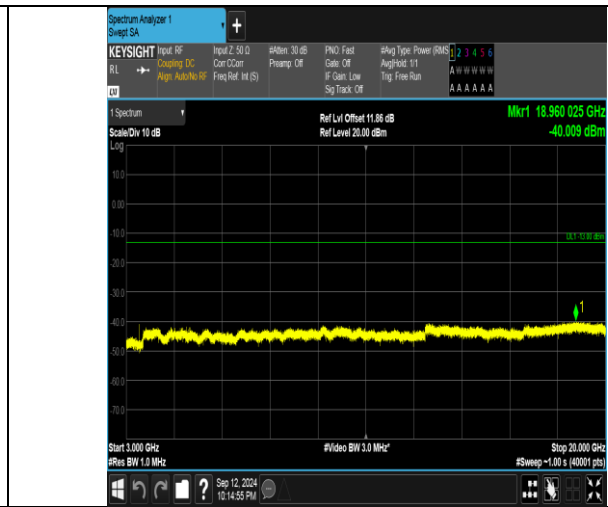 Spectrum Analyzer 1
Swept SA
+
KEYSIGHT Input: RF Input Z: 50 Ω #Atten: 30 dB PNO: Fast #Avg Type: Power (RMS 1 2 3 4 5 6
RL Coupling: DC Corr CCorr Preamp: Off Gate: Off Avg|Hold: 1/1 A W W W W W
Align: Auto/No RF Freq Ref: Int (S) IF Gain: Low Trig: Free Run
Sig Track: Off A A A A A A
1 Spectrum Ref Lvl Offset 11.86 dB Mkr1 18.960 025 GHz
Scale/Div 10 dB Ref Level 20.00 dBm -40.009 dBm
Log
10.0
0.00
-10.0
DL1 -13.00 dBm
-20.0
-30.0
1
-40.0
-50.0
-60.0
-70.0
Start 3.000 GHz #Video BW 3.0 MHz* Stop 20.000 GHz
#Res BW 1.0 MHz #Sweep ~1.00 s (40001 pts)
? Sep 12, 2024
10:14:55 PM